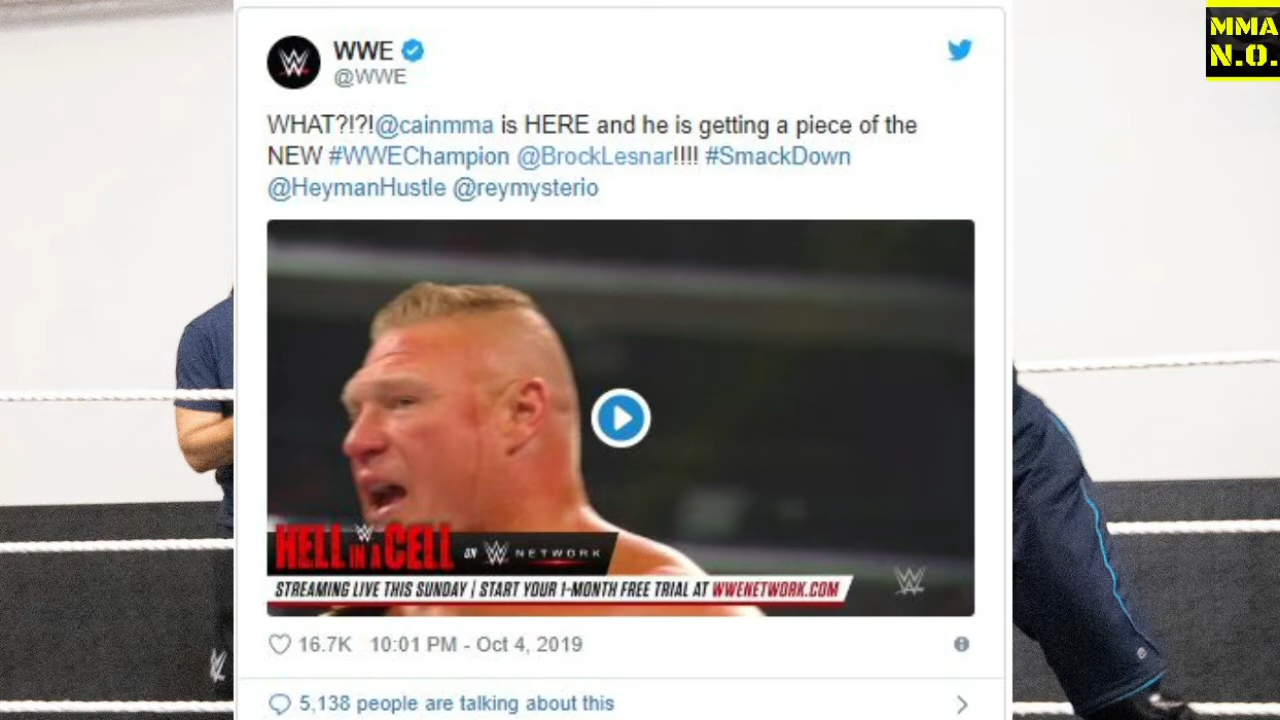 MMA
N.O.
WWE
@WWE
WHAT?!?!@cainmma is HERE and he is getting a piece of the
NEW #WWEChampion @BrockLesnar!!!! #SmackDown
@HeymanHustle @reymysterio
HELL IN A CELL ON W NETWORK
STREAMING LIVE THIS SUNDAY | START YOUR 1-MONTH FREE TRIAL AT WWENETWORK.COM
16.7K 10:01 PM - Oct 4, 2019
5,138 people are talking about this